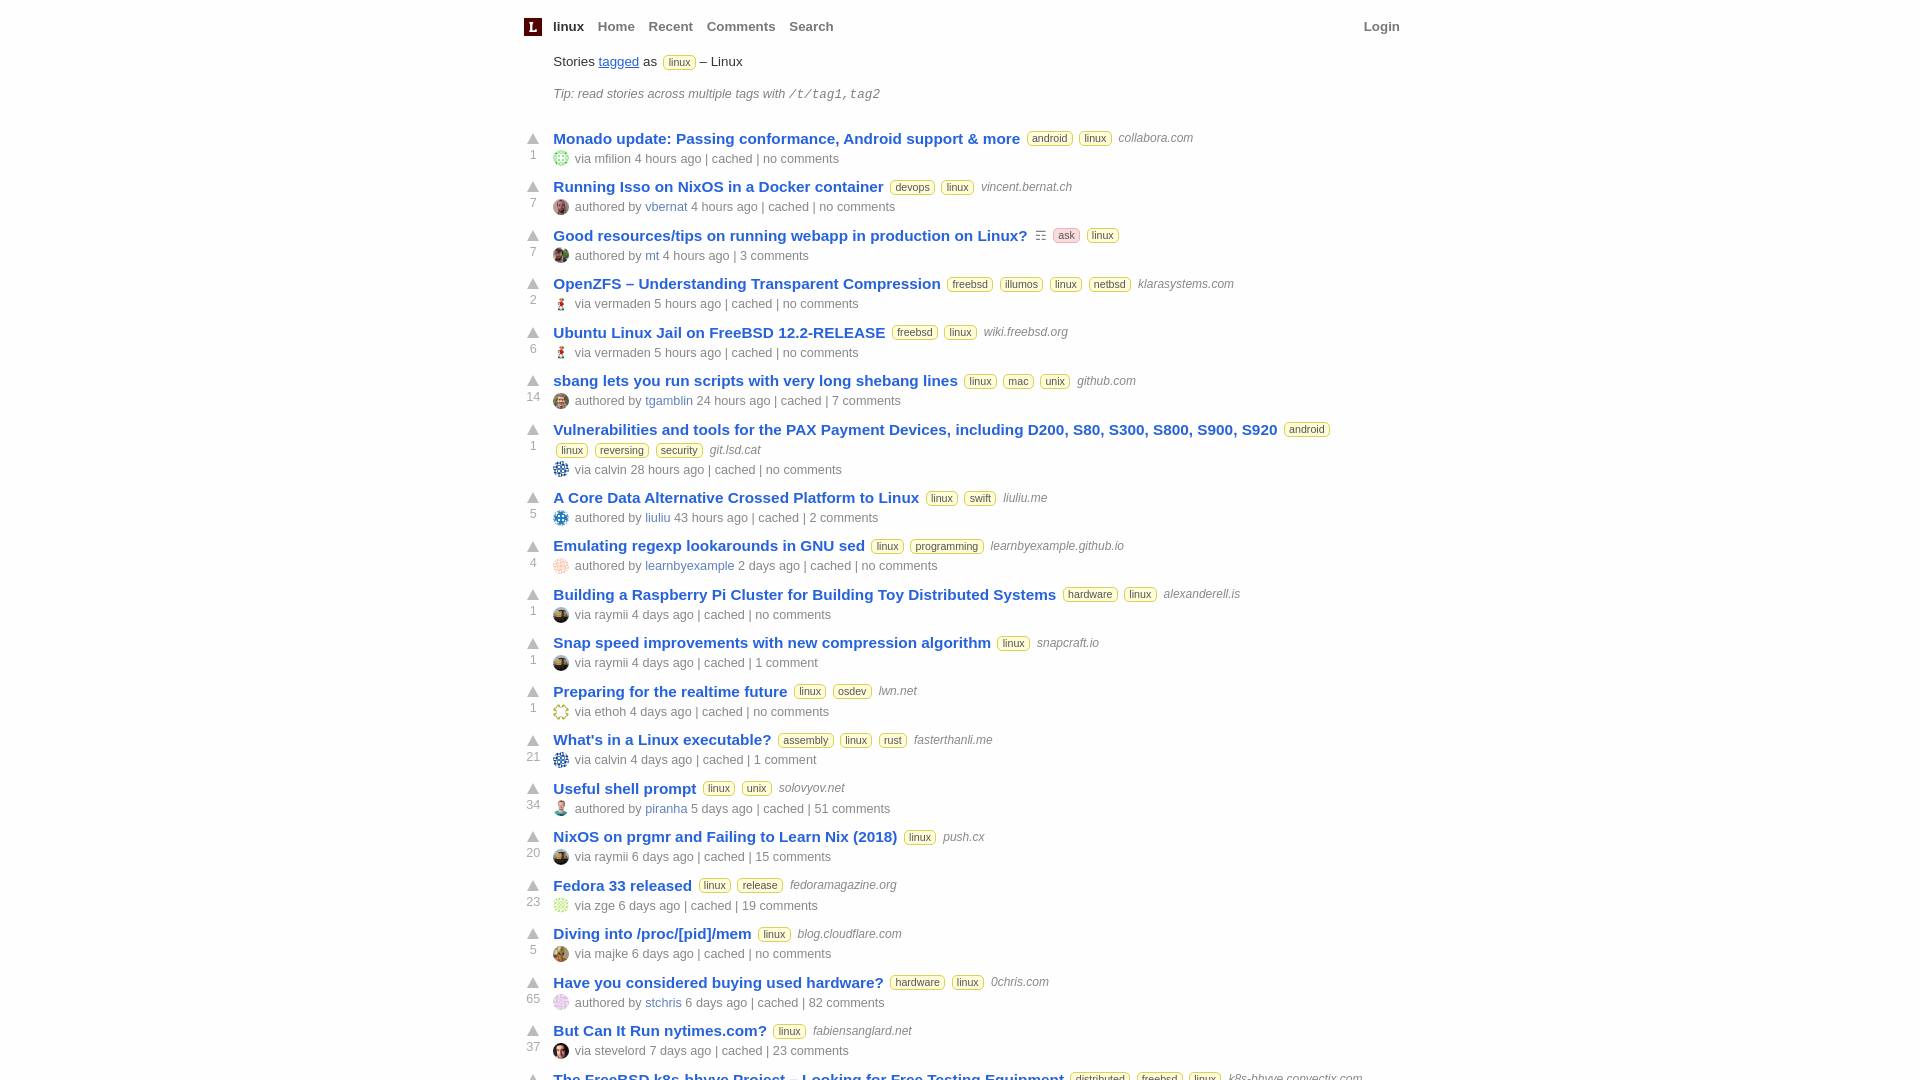 L linux Home Recent Comments Search Login
Stories tagged as linux – Linux
Tip: read stories across multiple tags with /t/tag1,tag2
Monado update: Passing conformance, Android support & more android linux collabora.com
1 via mfilion 4 hours ago | cached | no comments
Running Isso on NixOS in a Docker container devops linux vincent.bernat.ch
7 authored by vbernat 4 hours ago | cached | no comments
Good resources/tips on running webapp in production on Linux? ☶ ask linux
7 authored by mt 4 hours ago | 3 comments
OpenZFS – Understanding Transparent Compression freebsd illumos linux netbsd klarasystems.com
2 via vermaden 5 hours ago | cached | no comments
Ubuntu Linux Jail on FreeBSD 12.2-RELEASE freebsd linux wiki.freebsd.org
6 via vermaden 5 hours ago | cached | no comments
sbang lets you run scripts with very long shebang lines linux mac unix github.com
14 authored by tgamblin 24 hours ago | cached | 7 comments
Vulnerabilities and tools for the PAX Payment Devices, including D200, S80, S300, S800, S900, S920 android
1 linux reversing security git.lsd.cat
via calvin 28 hours ago | cached | no comments
A Core Data Alternative Crossed Platform to Linux linux swift liuliu.me
5 authored by liuliu 43 hours ago | cached | 2 comments
Emulating regexp lookarounds in GNU sed linux programming learnbyexample.github.io
4 authored by learnbyexample 2 days ago | cached | no comments
Building a Raspberry Pi Cluster for Building Toy Distributed Systems hardware linux alexanderell.is
1 via raymii 4 days ago | cached | no comments
Snap speed improvements with new compression algorithm linux snapcraft.io
1 via raymii 4 days ago | cached | 1 comment
Preparing for the realtime future linux osdev lwn.net
1 via ethoh 4 days ago | cached | no comments
What's in a Linux executable? assembly linux rust fasterthanli.me
21 via calvin 4 days ago | cached | 1 comment
Useful shell prompt linux unix solovyov.net
34 authored by piranha 5 days ago | cached | 51 comments
NixOS on prgmr and Failing to Learn Nix (2018) linux push.cx
20 via raymii 6 days ago | cached | 15 comments
Fedora 33 released linux release fedoramagazine.org
23 via zge 6 days ago | cached | 19 comments
Diving into /proc/[pid]/mem linux blog.cloudflare.com
5 via majke 6 days ago | cached | no comments
Have you considered buying used hardware? hardware linux 0chris.com
65 authored by stchris 6 days ago | cached | 82 comments
But Can It Run nytimes.com? linux fabiensanglard.net
37 via stevelord 7 days ago | cached | 23 comments
The FreeBSD k8s-bhyve Project – Looking for Free Testing Equipment distributed freebsd linux k8s-bhyve.convectix.com